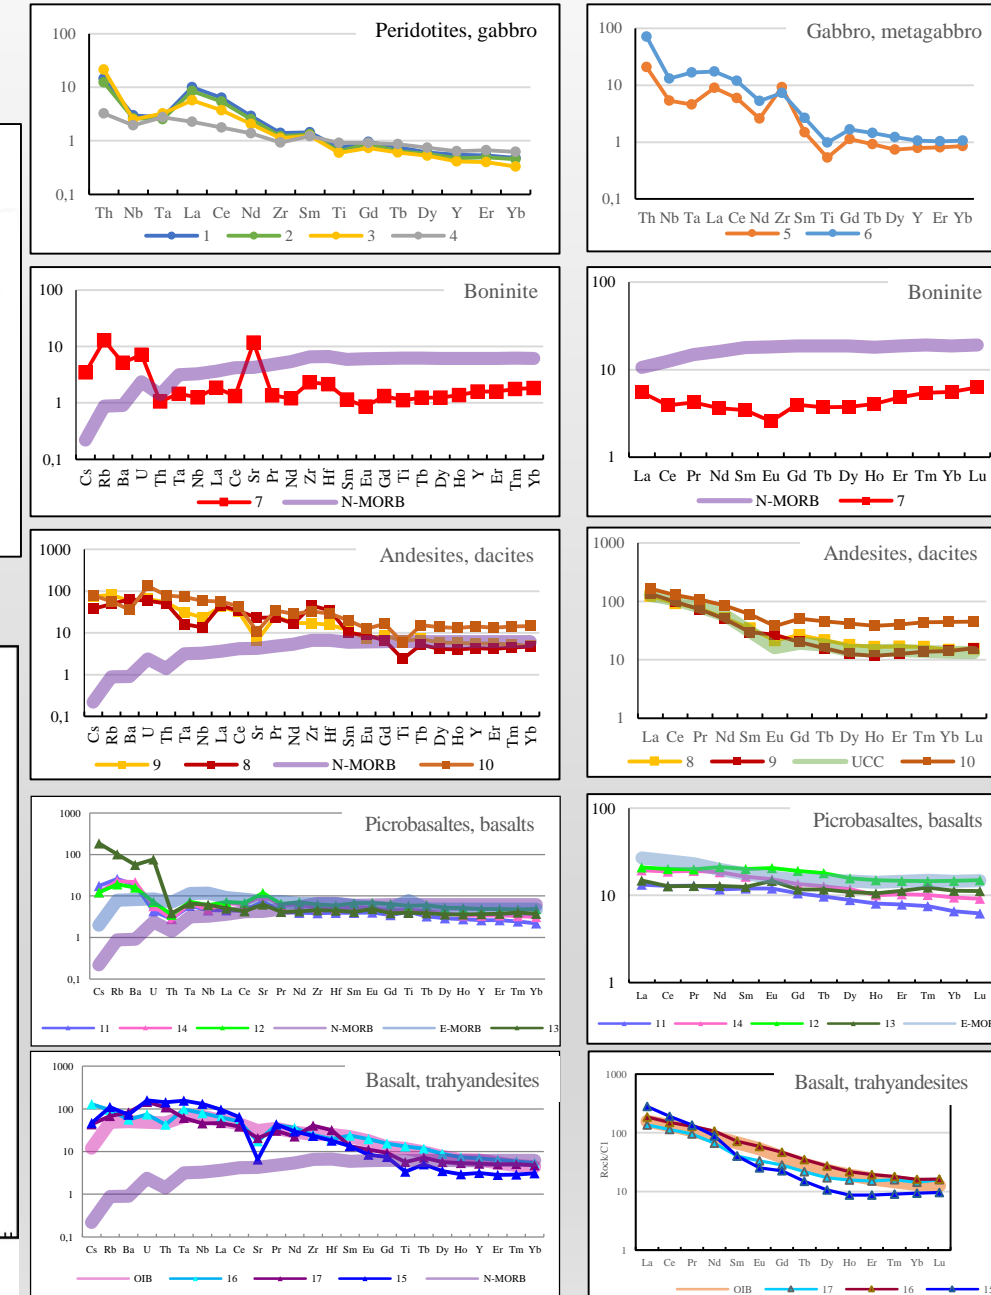 Peridotites, gabbro
100
10
1
0,1
Th Nb Ta La Ce Nd Zr Sm Ti Gd Tb Dy Y Er Yb
1 2 3 4
Gabbro, metagabbro
100
10
1
0,1
Th Nb Ta La Ce Nd Zr Sm Ti Gd Tb Dy Y Er Yb
5 6
Boninite
100
10
1
0,1
Cs Rb Ba U Th Ta Nb La Ce Sr Pr Nd Zr Hf Sm Eu Gd Ti Tb Dy Ho Y Er Tm Yb
7 N-MORB
Boninite
100
10
1
La Ce Pr Nd Sm Eu Gd Tb Dy Ho Er Tm Yb Lu
N-MORB 7
Andesites, dacites
1000
100
10
1
0,1
Cs Rb Ba U Th Ta Nb La Ce Sr Pr Nd Zr Hf Sm Eu Gd Ti Tb Dy Ho Y Er Tm Yb
9 8 N-MORB 10
Andesites, dacites
1000
100
10
1
La Ce Pr Nd Sm Eu Gd Tb Dy Ho Er Tm Yb Lu
8 9 UCC 10
Picrobasaltes, basalts
1000
100
10
1
0,1
Cs Rb Ba U Th Ta Nb La Ce Sr Pr Nd Zr Hf Sm Eu Gd Ti Tb Dy Ho Y Er Tm Yb
11 14 12 N-MORB E-MORB 13
Picrobasaltes, basalts
100
10
1
La Ce Pr Nd Sm Eu Gd Tb Dy Ho Er Tm Yb Lu
11 14 12 13 E-MOR
Basalt, trahyandesites
1000
100
10
1
0,1
Cs Rb Ba U Th Ta Nb La Ce Sr Pr Nd Zr Hf Sm Eu Gd Ti Tb Dy Ho Y Er Tm Yb
OIB 16 17 15 N-MORB
Basalt, trahyandesites
Rock/C1
1000
100
10
1
La Ce Pr Nd Sm Eu Gd Tb Dy Ho Er Tm Yb Lu
OIB 17 16 15